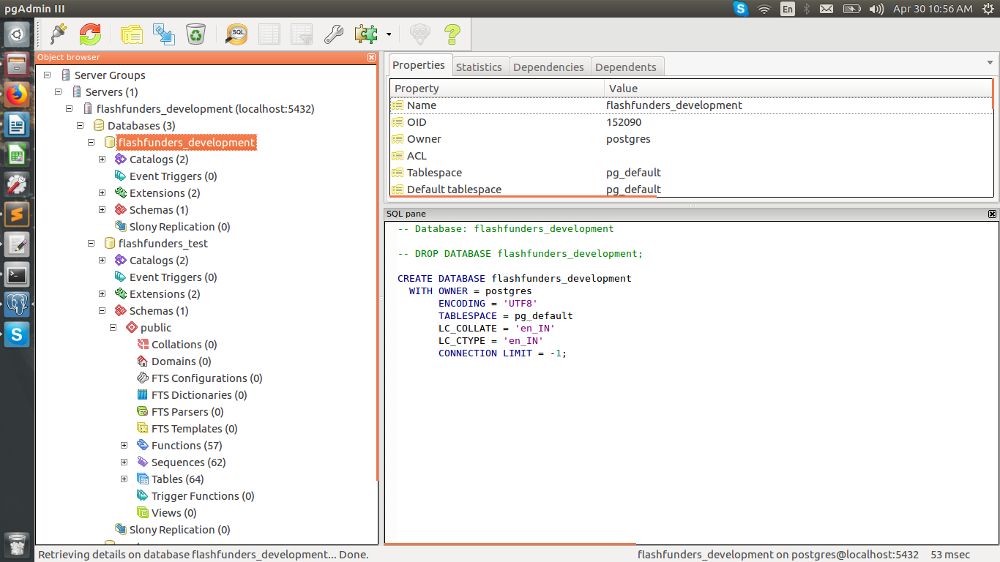 pgAdmin III
En
Apr 30 10:56 AM
SQL
Object browser
Server Groups
Servers (1)
flashfunders_development (localhost:5432)
Databases (3)
flashfunders_development
Catalogs (2)
Event Triggers (0)
Extensions (2)
Schemas (1)
Slony Replication (0)
flashfunders_test
Catalogs (2)
Event Triggers (0)
Extensions (2)
Schemas (1)
public
Collations (0)
Domains (0)
FTS Configurations (0)
FTS Dictionaries (0)
FTS Parsers (0)
FTS Templates (0)
Functions (57)
Sequences (62)
Tables (64)
Trigger Functions (0)
Views (0)
Slony Replication (0)
Properties Statistics Dependencies Dependents
Property Value
Name flashfunders_development
OID 152090
Owner postgres
ACL
Tablespace pg_default
Default tablespace pg_default
SQL pane
-- Database: flashfunders_development
-- DROP DATABASE flashfunders_development;
CREATE DATABASE flashfunders_development
WITH OWNER = postgres
ENCODING = 'UTF8'
TABLESPACE = pg_default
LC_COLLATE = 'en_IN'
LC_CTYPE = 'en_IN'
CONNECTION LIMIT = -1;
Retrieving details on database flashfunders_development... Done.
flashfunders_development on postgres@localhost:5432 53 msec